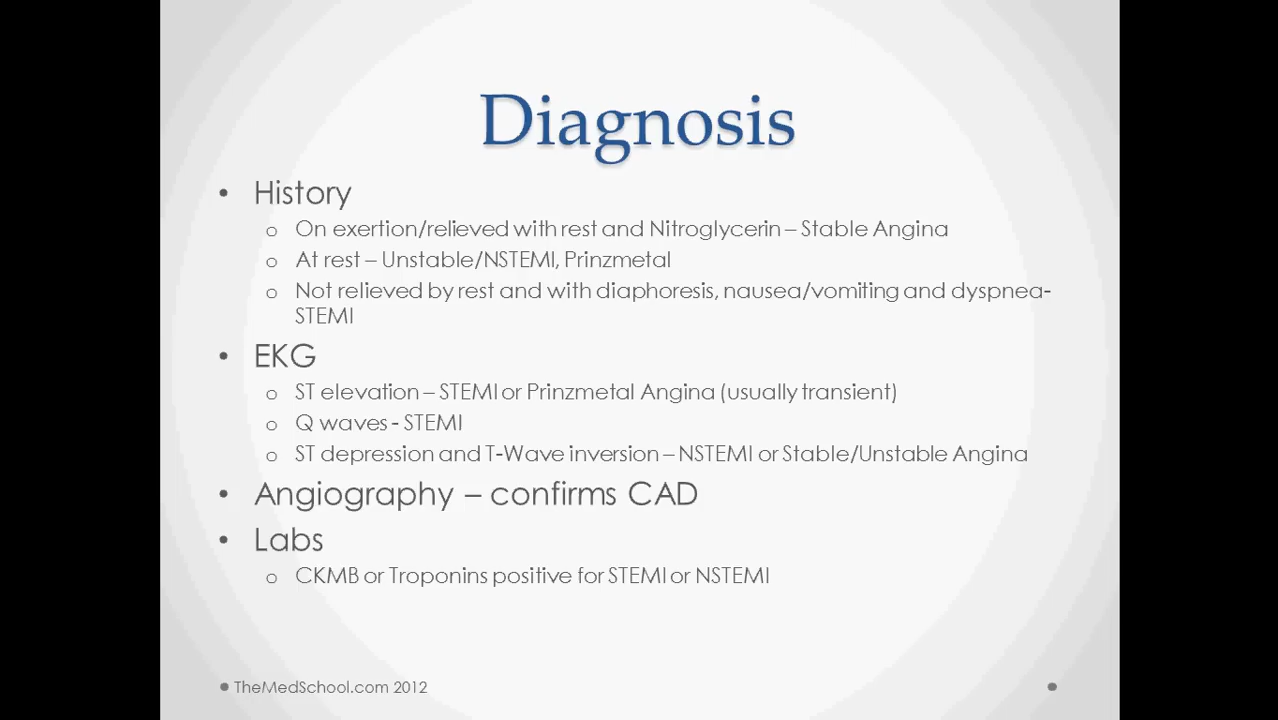 Diagnosis
• History
o On exertion/relieved with rest and Nitroglycerin – Stable Angina
o At rest – Unstable/NSTEMI, Prinzmetal
o Not relieved by rest and with diaphoresis, nausea/vomiting and dyspnea-
STEMI
• EKG
o ST elevation – STEMI or Prinzmetal Angina (usually transient)
o Q waves - STEMI
o ST depression and T-Wave inversion – NSTEMI or Stable/Unstable Angina
• Angiography – confirms CAD
• Labs
o CKMB or Troponins positive for STEMI or NSTEMI
• TheMedSchool.com 2012